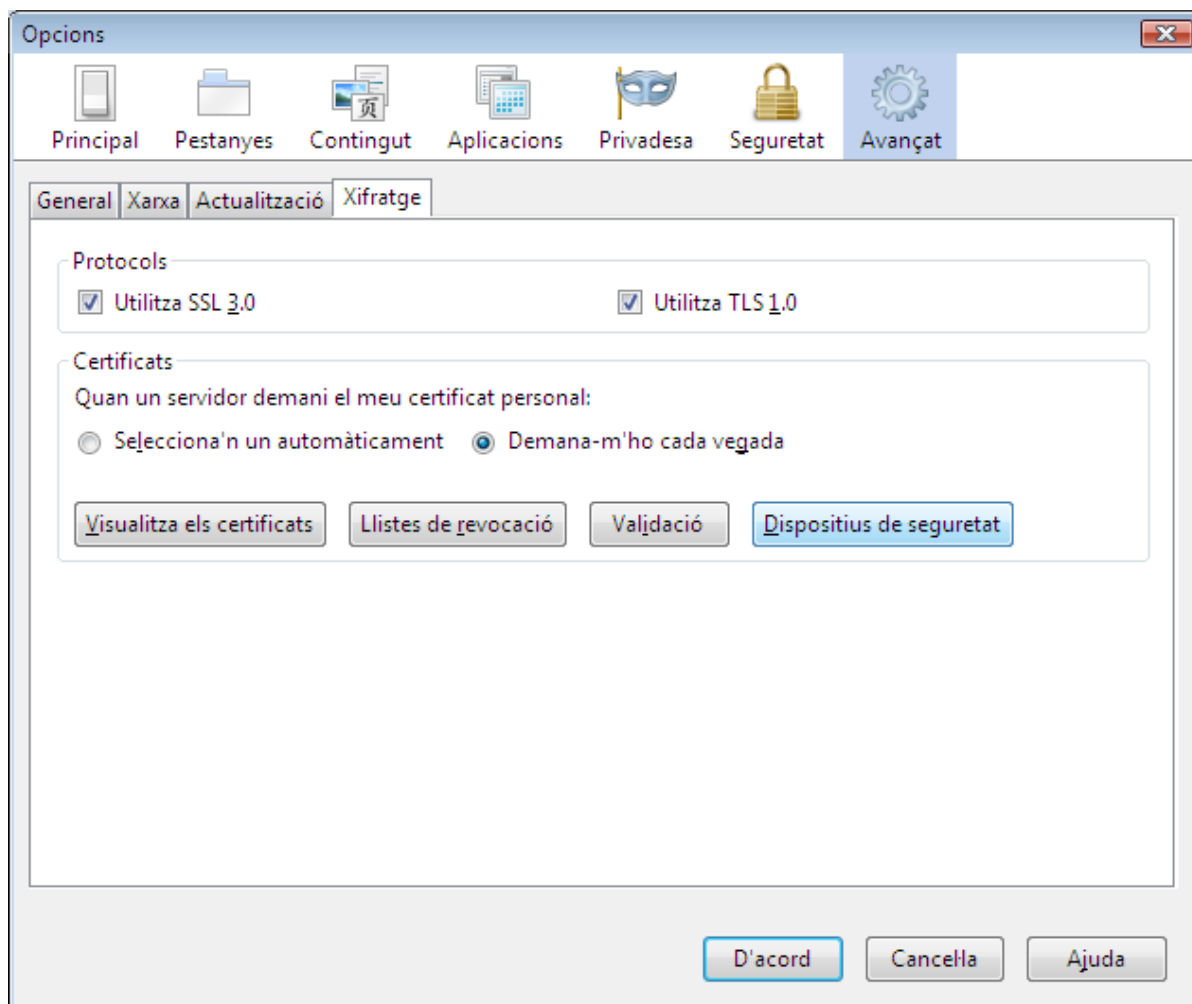 Opcions
Principal Pestanyes Contingut Aplicacions Privadesa Seguretat Avançat
General Xarxa Actualització Xifratge
Protocols
Utilitza SSL 3.0 Utilitza TLS 1.0
Certificats
Quan un servidor demani el meu certificat personal:
Selecciona'n un automàticament Demana-m'ho cada vegada
Visualitza els certificats Llistes de revocació Validació Dispositius de seguretat
D'acord Cancel·la Ajuda